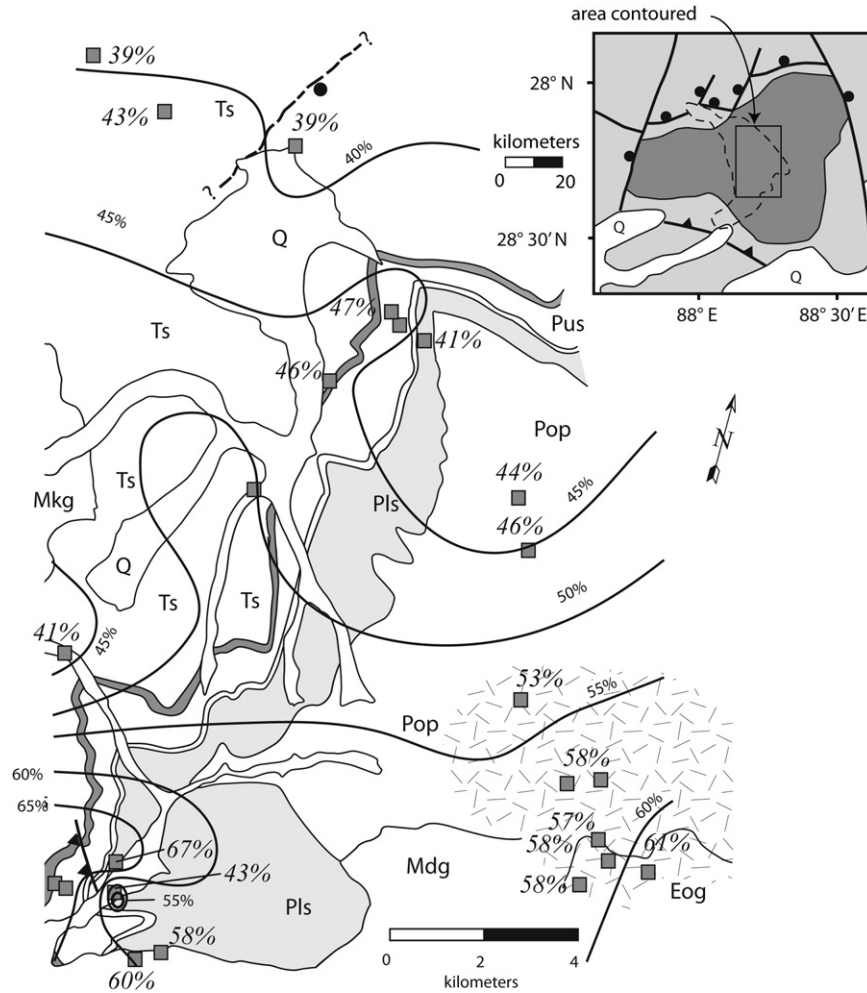 area contoured
?
39%
28° N
Ts
43%
39%
kilometers
0 20
40%
?
45%
Q
28° 30′ N
Q
Q
88° E
88° 30′ E
47%
Ts
Pus
41%
46%
N
Pop
Ts
44%
45%
Mkg
Pls
46%
Q
50%
Ts
Ts
41%
45%
53%
55%
Pop
60%
58%
65%
60%
57%
67%
58%
61%
Mdg
43%
58%
Eog
55%
Pls
58%
60%
0 2 4
kilometers